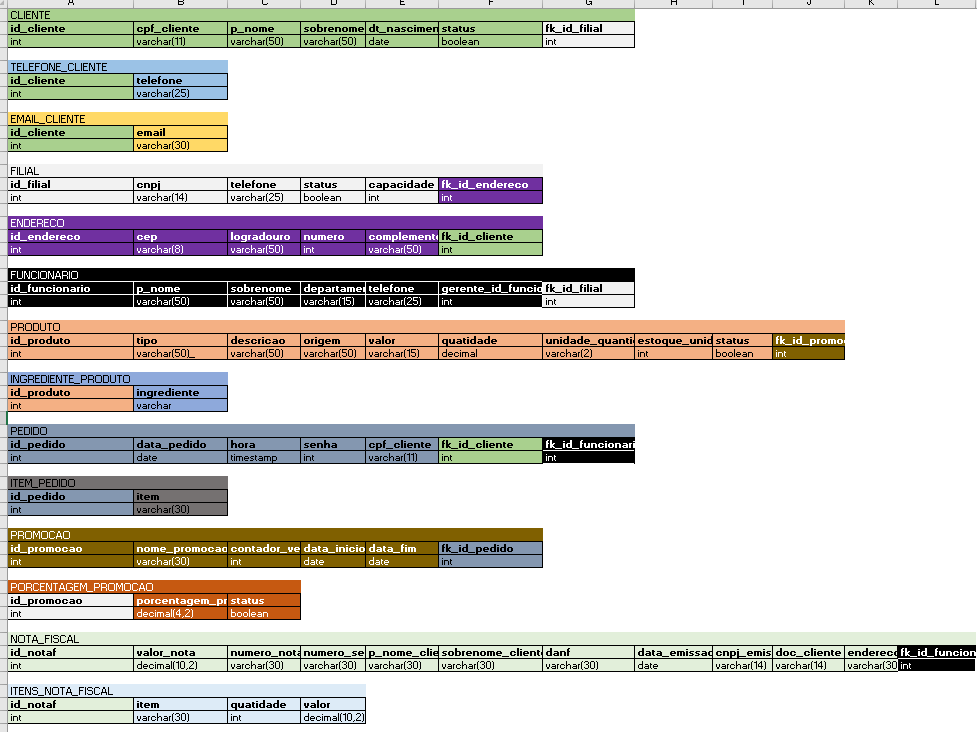 A B C D E F G H I J K L
CLIENTE
id_cliente cpf_cliente p_nome sobrenome dt_nascimen status fk_id_filial
int varchar(11) varchar(50) varchar(50) date boolean int
TELEFONE_CLIENTE
id_cliente telefone
int varchar(25)
EMAIL_CLIENTE
id_cliente email
int varchar(30)
FILIAL
id_filial cnpj telefone status capacidade fk_id_endereco
int varchar(14) varchar(25) boolean int int
ENDERECO
id_endereco cep logradouro numero complemento fk_id_cliente
int varchar(8) varchar(50) int varchar(50) int
FUNCIONARIO
id_funcionario p_nome sobrenome departamen telefone gerente_id_funcio fk_id_filial
int varchar(50) varchar(50) varchar(15) varchar(25) int int
PRODUTO
id_produto tipo descricao origem valor quatidade unidade_quanti estoque_unid status fk_id_promo
int varchar(50)_ varchar(50) varchar(50) varchar(15) decimal varchar(2) int boolean int
INGREDIENTE_PRODUTO
id_produto ingrediente
int varchar
PEDIDO
id_pedido data_pedido hora senha cpf_cliente fk_id_cliente fk_id_funcionari
int date timestamp int varchar(11) int int
ITEM_PEDIDO
id_pedido item
int varchar(30)
PROMOCAO
id_promocao nome_promocao contador_ve data_inicio data_fim fk_id_pedido
int varchar(30) int date date int
PORCENTAGEM_PROMOCAO
id_promocao porcentagem_pr status
int decimal(4,2) boolean
NOTA_FISCAL
id_notaf valor_nota numero_nota numero_se p_nome_clie sobrenome_client danf data_emissao cnpj_emis doc_cliente enderec fk_id_funcion
int decimal(10,2) varchar(30) varchar(30) varchar(30) varchar(30) varchar(30) date varchar(14) varchar(14) varchar(30 int
ITENS_NOTA_FISCAL
id_notaf item quatidade valor
int varchar(30) int decimal(10,2)